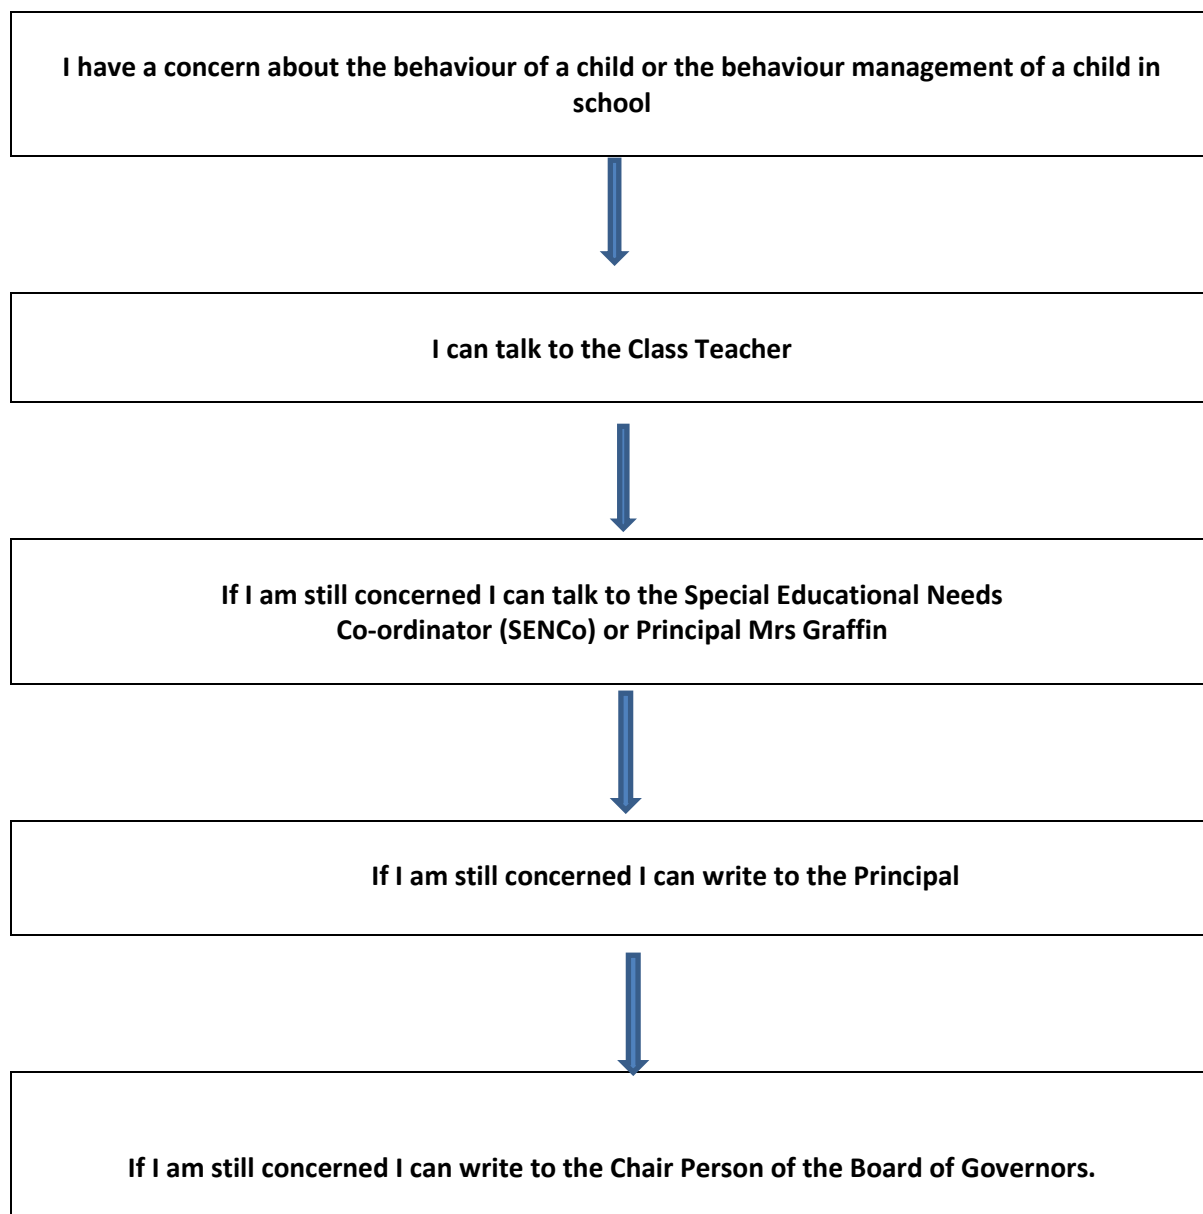 I have a concern about the behaviour of a child or the behaviour management of a child in
school
I can talk to the Class Teacher
If I am still concerned I can talk to the Special Educational Needs
Co-ordinator (SENCo) or Principal Mrs Graffin
If I am still concerned I can write to the Principal
If I am still concerned I can write to the Chair Person of the Board of Governors.